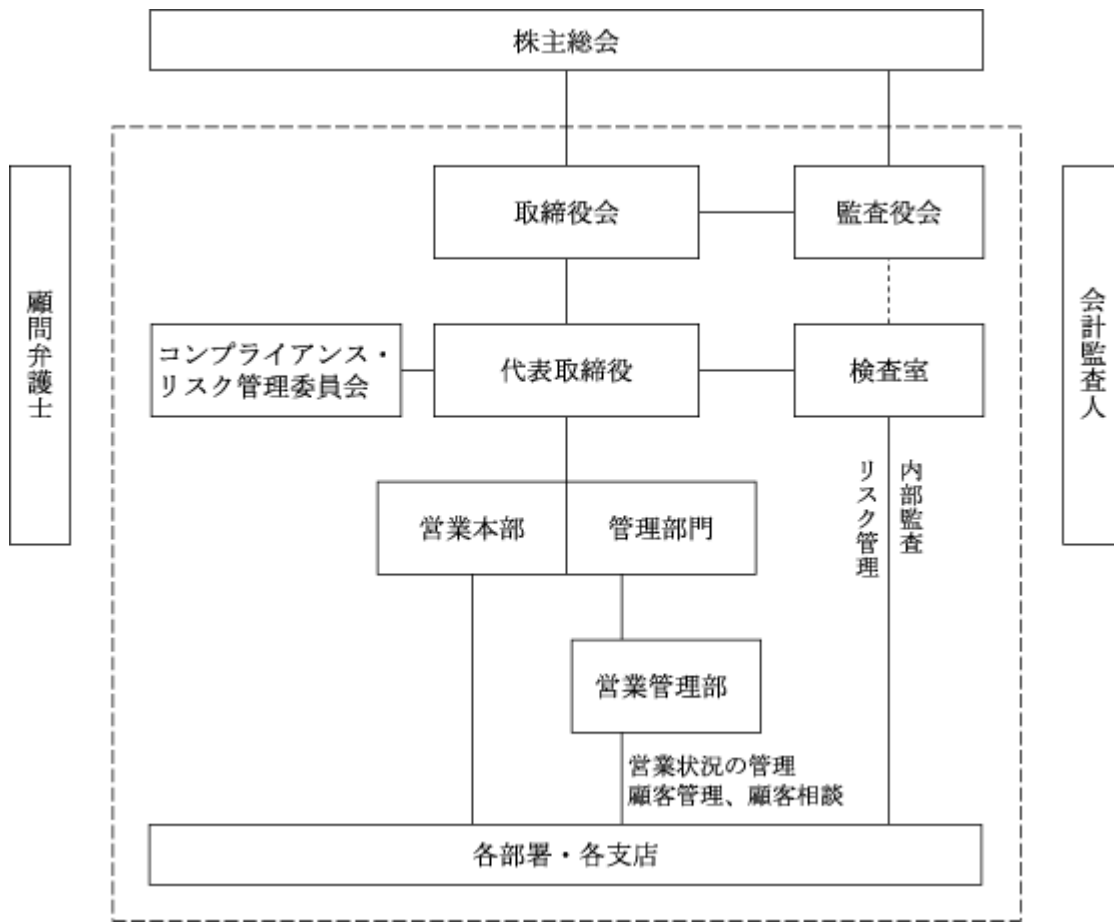 株主総会
取締役会
監査役会
顧問弁護士
会計監査人
コンプライアンス・
リスク管理委員会
代表取締役
検査室
営業本部
管理部門
リスク管理
内部監査
営業管理部
営業状況の管理
顧客管理、顧客相談
各部署・各支店